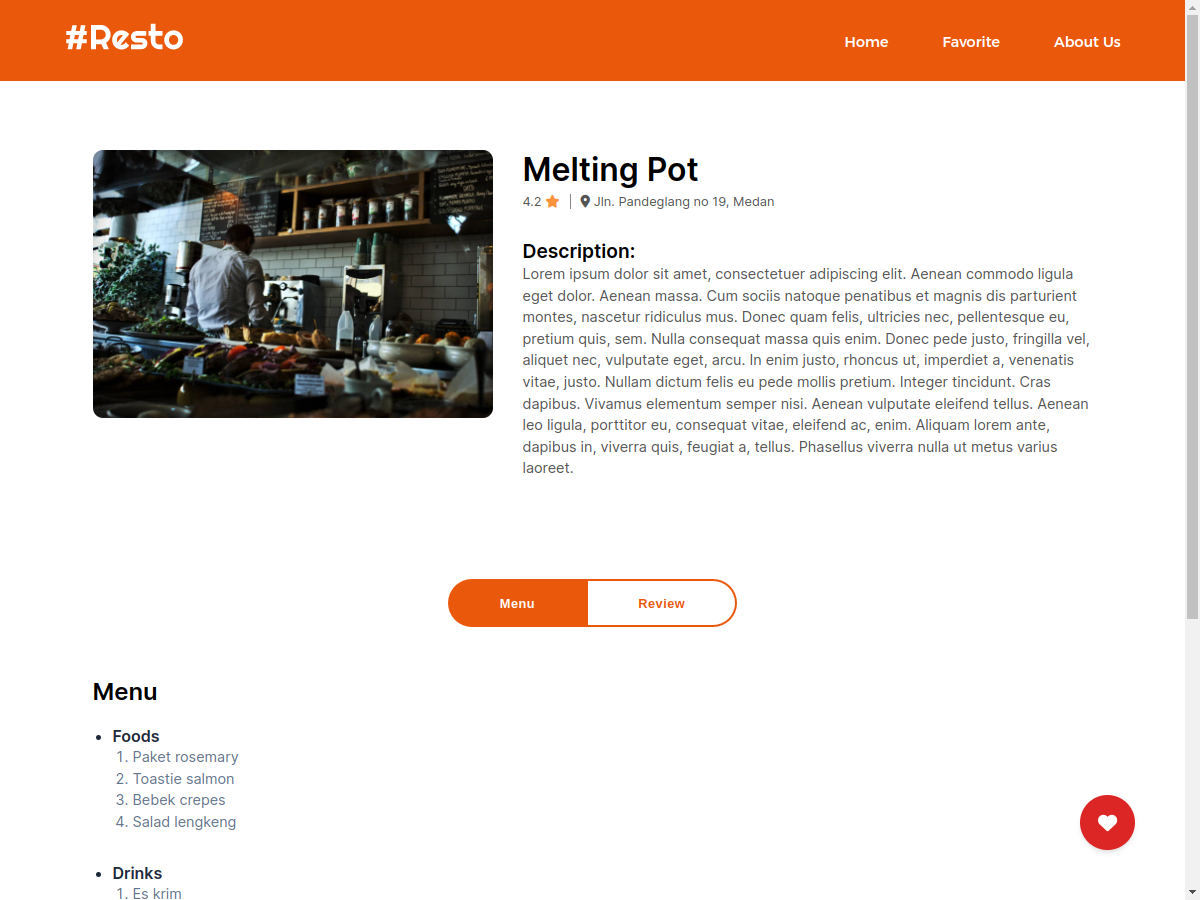 #Resto
Home
Favorite
About Us
Melting Pot
4.2
Jln. Pandeglang no 19, Medan
Description:
Lorem ipsum dolor sit amet, consectetuer adipiscing elit. Aenean commodo ligula
eget dolor. Aenean massa. Cum sociis natoque penatibus et magnis dis parturient
montes, nascetur ridiculus mus. Donec quam felis, ultricies nec, pellentesque eu,
pretium quis, sem. Nulla consequat massa quis enim. Donec pede justo, fringilla vel,
aliquet nec, vulputate eget, arcu. In enim justo, rhoncus ut, imperdiet a, venenatis
vitae, justo. Nullam dictum felis eu pede mollis pretium. Integer tincidunt. Cras
dapibus. Vivamus elementum semper nisi. Aenean vulputate eleifend tellus. Aenean
leo ligula, porttitor eu, consequat vitae, eleifend ac, enim. Aliquam lorem ante,
dapibus in, viverra quis, feugiat a, tellus. Phasellus viverra nulla ut metus varius
laoreet.
Menu
Review
Menu
• Foods
1. Paket rosemary
2. Toastie salmon
3. Bebek crepes
4. Salad lengkeng
• Drinks
1. Es krim